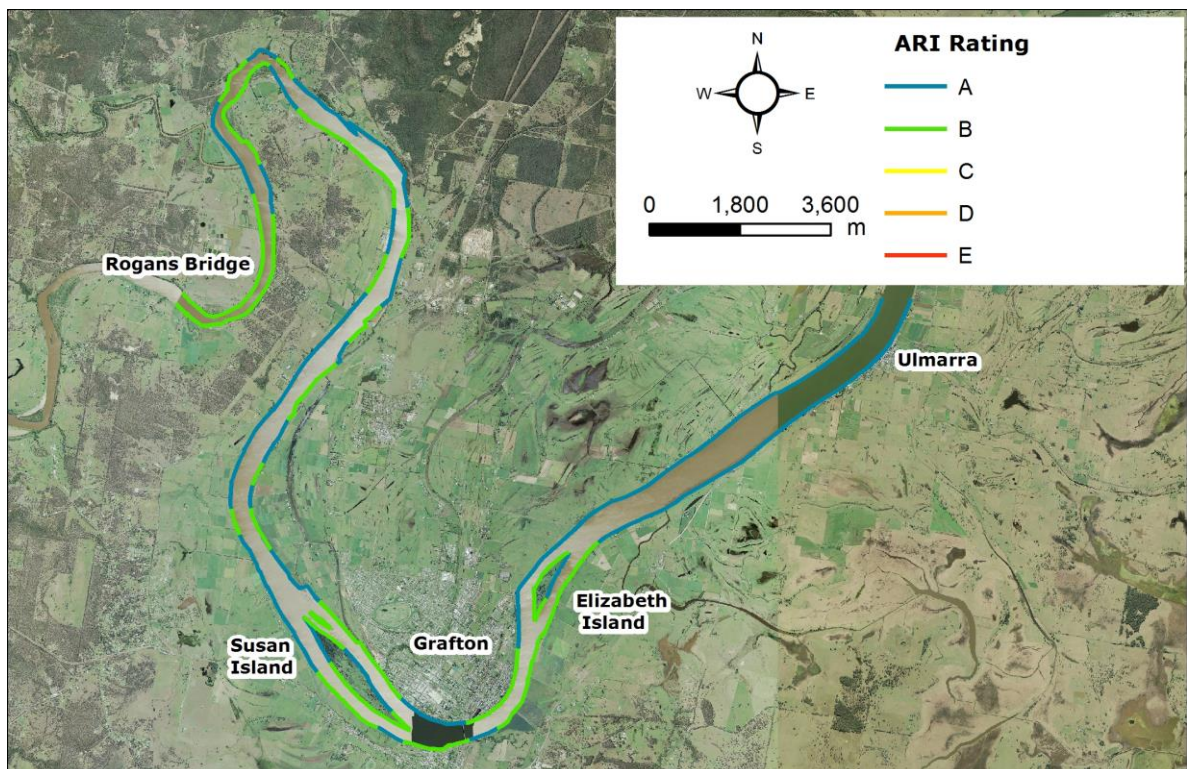 ARI Rating
N
W
E
S
A
B
C
D
E
0 1,800 3,600
m
Rogans Bridge
Ulmarra
Elizabeth
Island
Grafton
Susan
Island